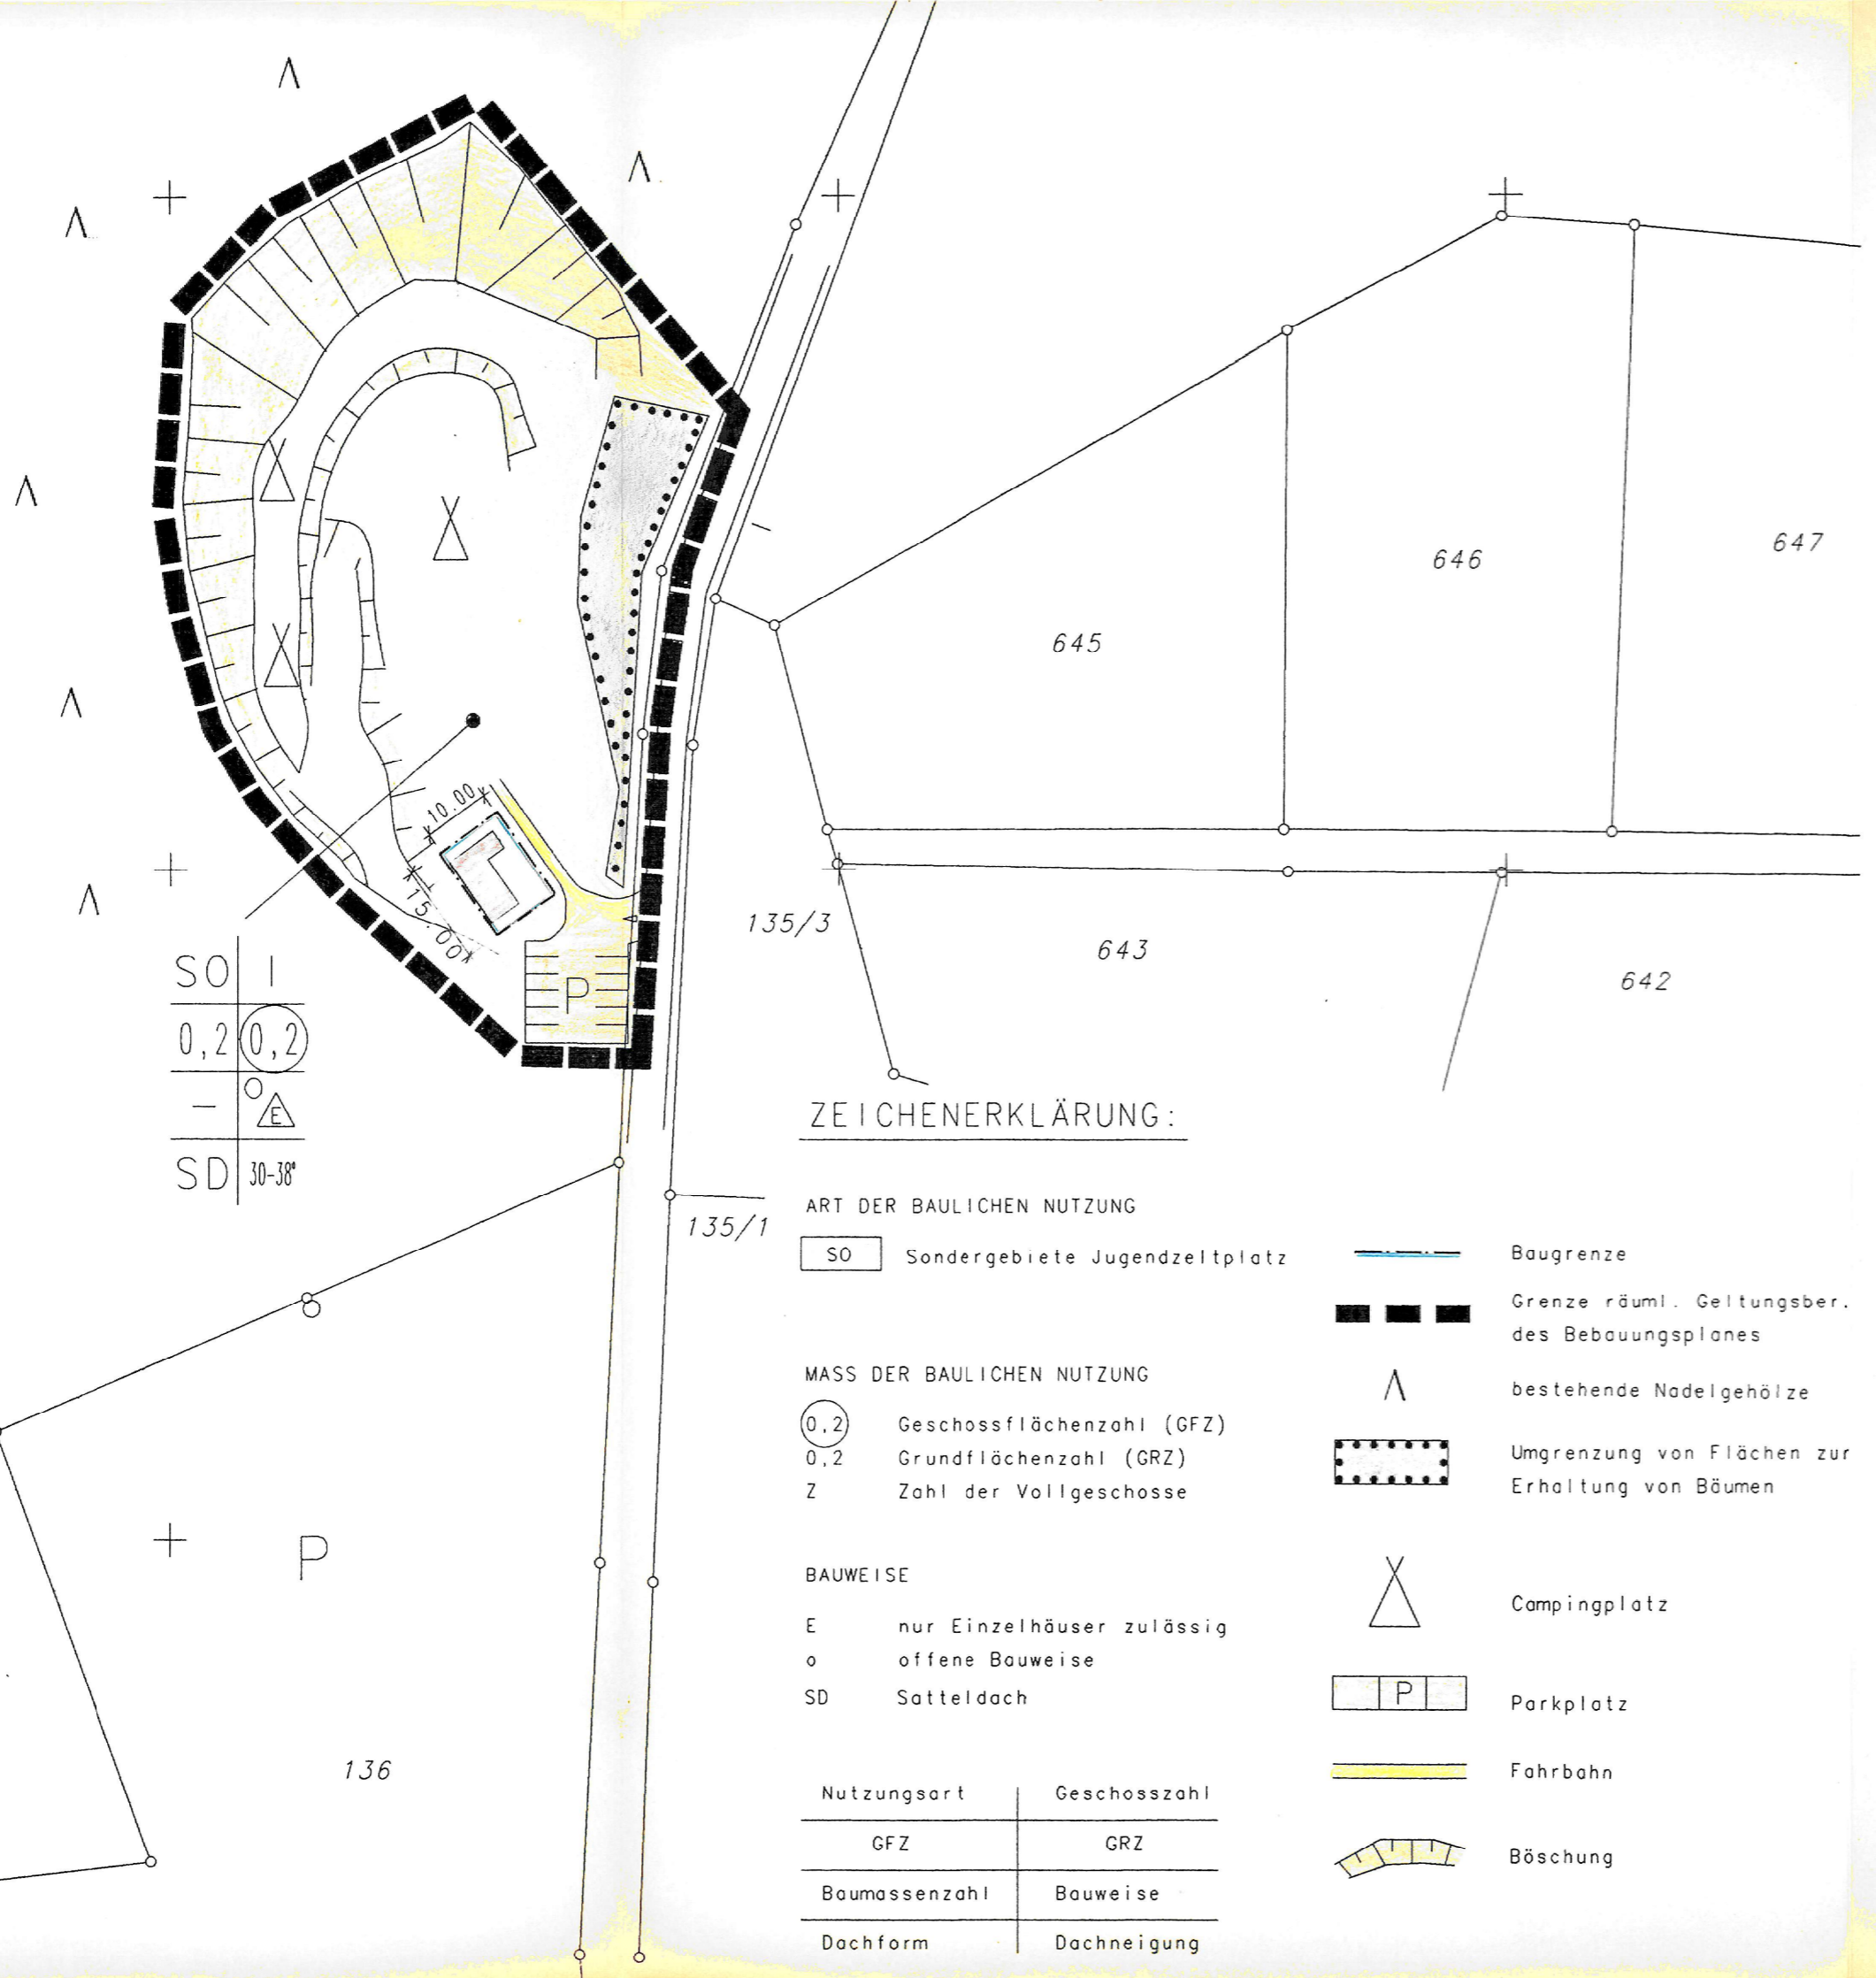 646
647
645
10.00
15.00
135/3
643
642
P
SO I
0,2 0,2
– o E
SD 30-38°
135/1
P
136
ZEICHENERKLÄRUNG:
ART DER BAULICHEN NUTZUNG
SO Sondergebiete Jugendzeltplatz
MASS DER BAULICHEN NUTZUNG
0,2 Geschossflächenzahl (GFZ)
0,2 Grundflächenzahl (GRZ)
Z Zahl der Vollgeschosse
BAUWEISE
E nur Einzelhäuser zulässig
o offene Bauweise
SD Satteldach
Nutzungsart Geschosszahl
GFZ GRZ
Baumassenzahl Bauweise
Dachform Dachneigung
Baugrenze
Grenze räuml. Geltungsber.
des Bebauungsplanes
bestehende Nadelgehölze
Umgrenzung von Flächen zur
Erhaltung von Bäumen
Campingplatz
P Parkplatz
Fahrbahn
Böschung